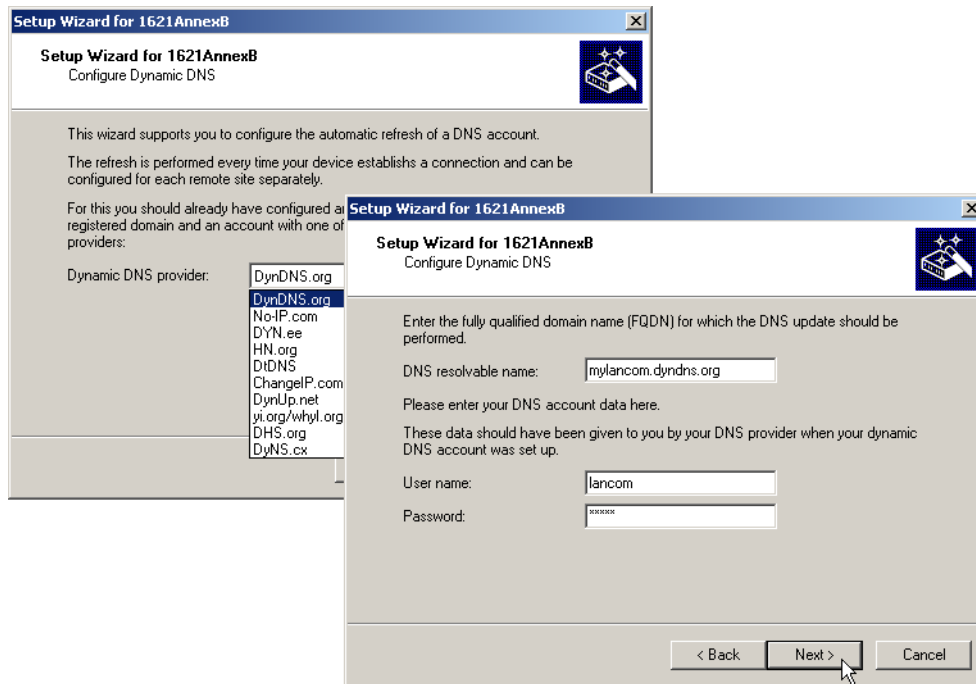 Setup Wizard for 1621AnnexB
Setup Wizard for 1621AnnexB
Configure Dynamic DNS
This wizard supports you to configure the automatic refresh of a DNS account.
The refresh is performed every time your device establishs a connection and can be
configured for each remote site separately.
For this you should already have configured
registered domain and an account with one of
providers:
Dynamic DNS provider:
DynDNS.org
DynDNS.org
No-IP.com
DYN.ee
HN.org
DtDNS
ChangeIP.com
DynUp.net
yi.org/whyI.org
DHS.org
DyNS.cx
Setup Wizard for 1621AnnexB
Setup Wizard for 1621AnnexB
Configure Dynamic DNS
Enter the fully qualified domain name (FQDN) for which the DNS update should be
performed.
DNS resolvable name: mylancom.dyndns.org
Please enter your DNS account data here.
These data should have been given to you by your DNS provider when your dynamic
DNS account was set up.
User name: lancom
Password: *****
< Back Next > Cancel